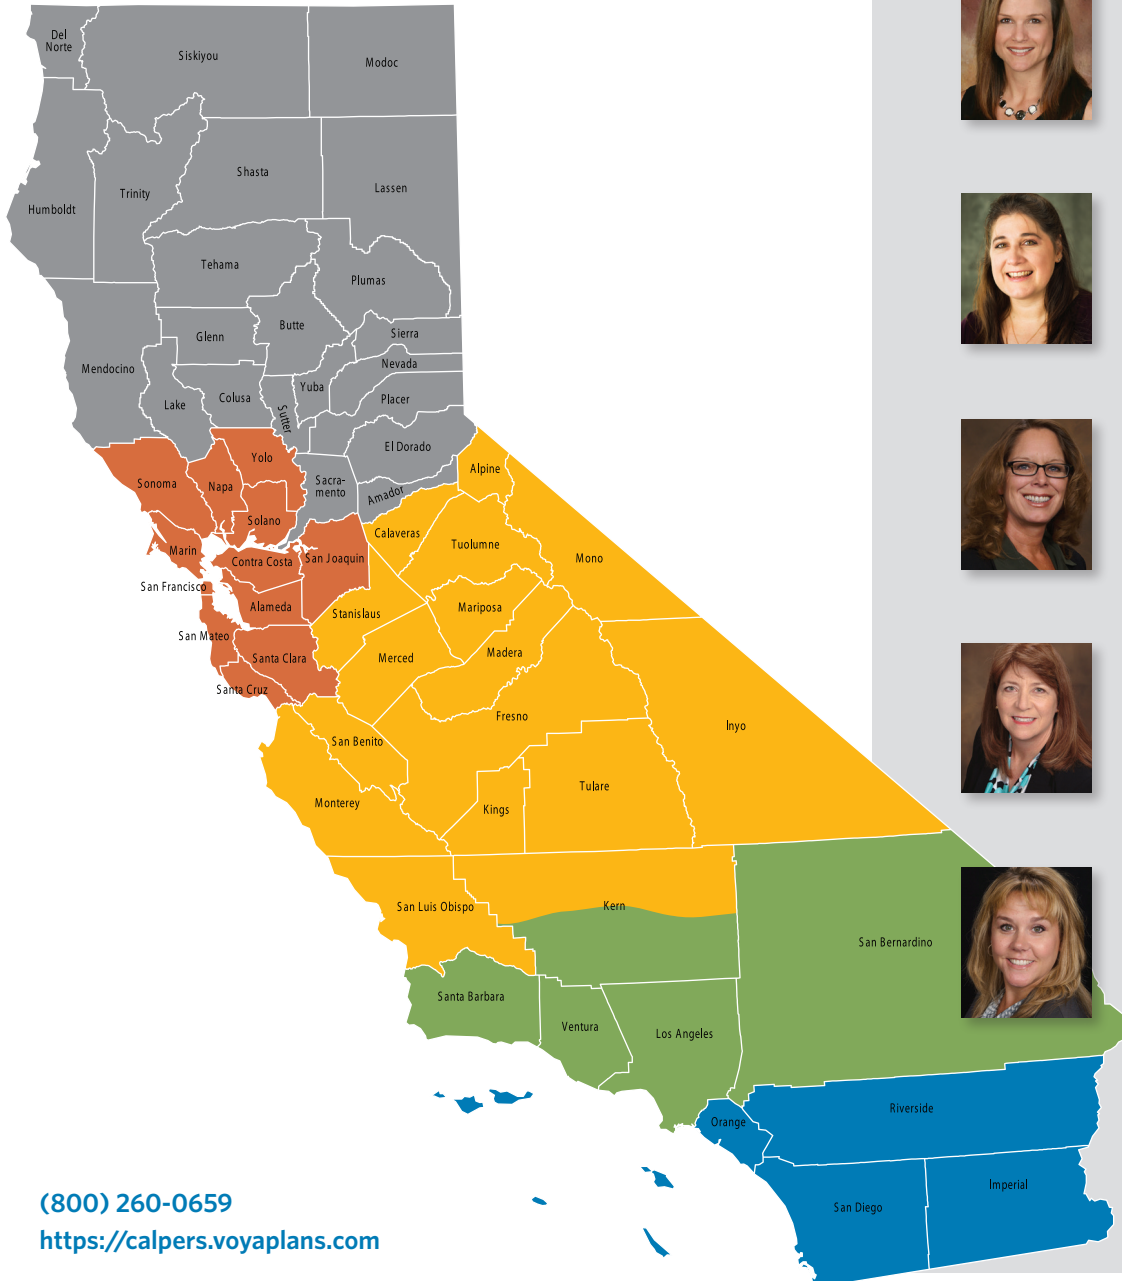 Del
Norte
Siskiyou
Modoc
Shasta
Lassen
Trinity
Humboldt
Tehama
Plumas
Butte
Sierra
Glenn
Nevada
Mendocino
Yuba
Placer
Colusa
Lake
Sutter
El Dorado
Yolo
Alpine
Sonoma
Napa
Sacra-
mento
Amador
Solano
Calaveras
Tuolumne
Marin
San Joaquin
Contra Costa
Mono
San Francisco
Alameda
Mariposa
Stanislaus
San Mateo
Madera
Santa Clara
Merced
Santa Cruz
Fresno
Inyo
San Benito
Tulare
Monterey
Kings
San Luis Obispo
Kern
San Bernardino
Santa Barbara
Ventura
Los Angeles
Riverside
Orange
Imperial
San Diego
(800) 260-0659
https://calpers.voyaplans.com